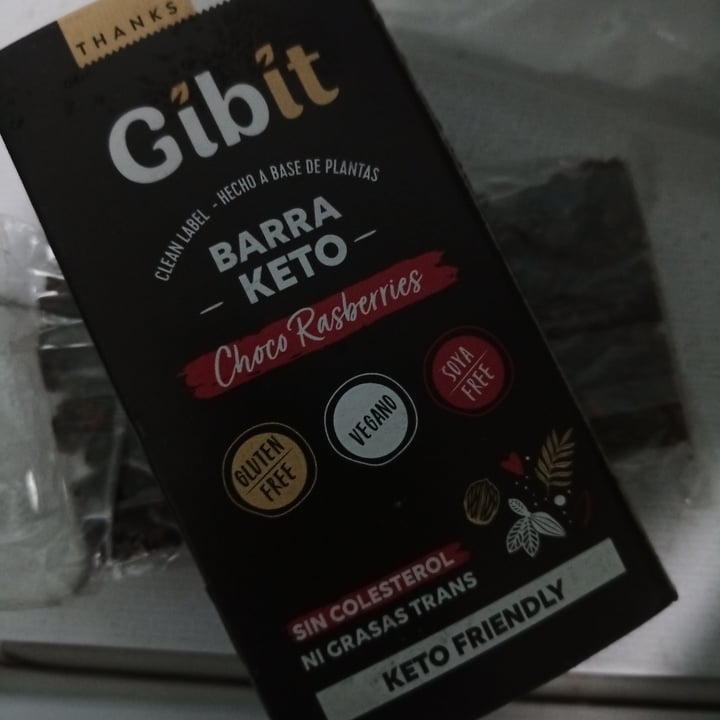 THANKS
Gibit
CLEAN LABEL - HECHO A BASE DE PLANTAS
BARRA
KETO
Choco Rasberries
GLUTEN
FREE
VEGANO
SOYA
FREE
SIN COLESTEROL
NI GRASAS TRANS
KETO FRIENDLY